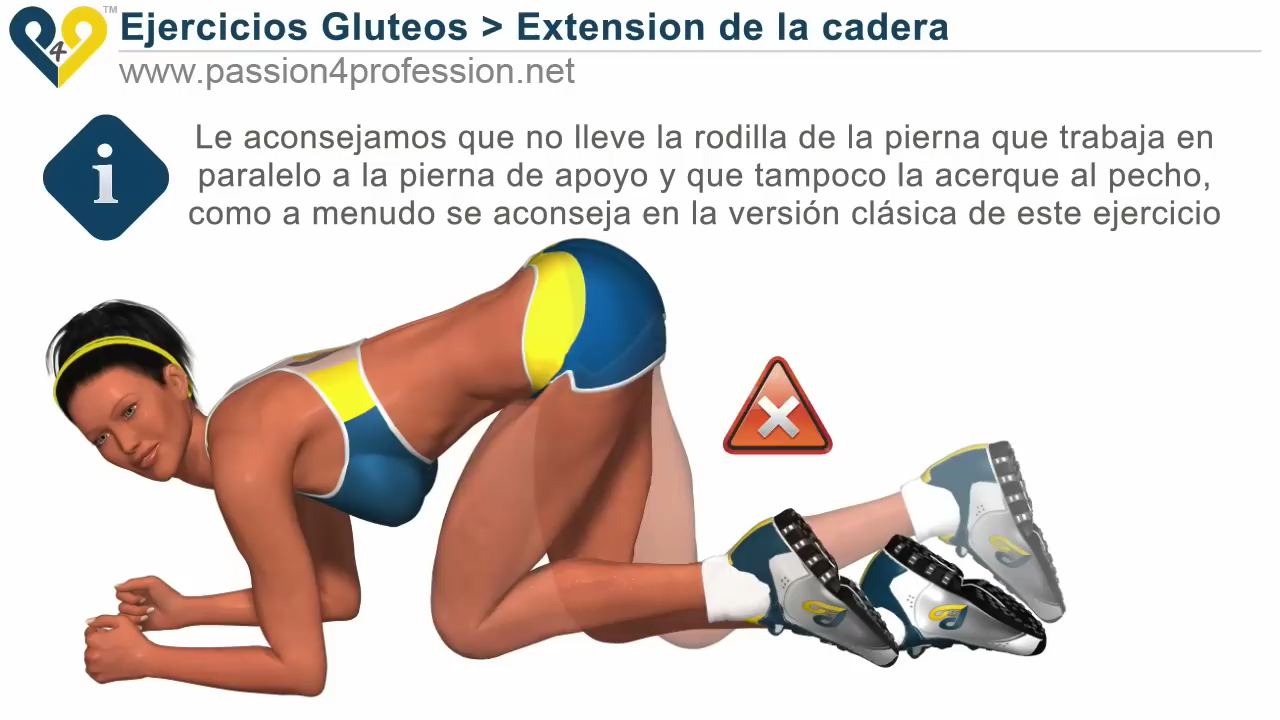 Ejercicios Gluteos > Extension de la cadera
www.passion4profession.net
Le aconsejamos que no lleve la rodilla de la pierna que trabaja en
paralelo a la pierna de apoyo y que tampoco la acerque al pecho,
como a menudo se aconseja en la versión clásica de este ejercicio
4
TM
i